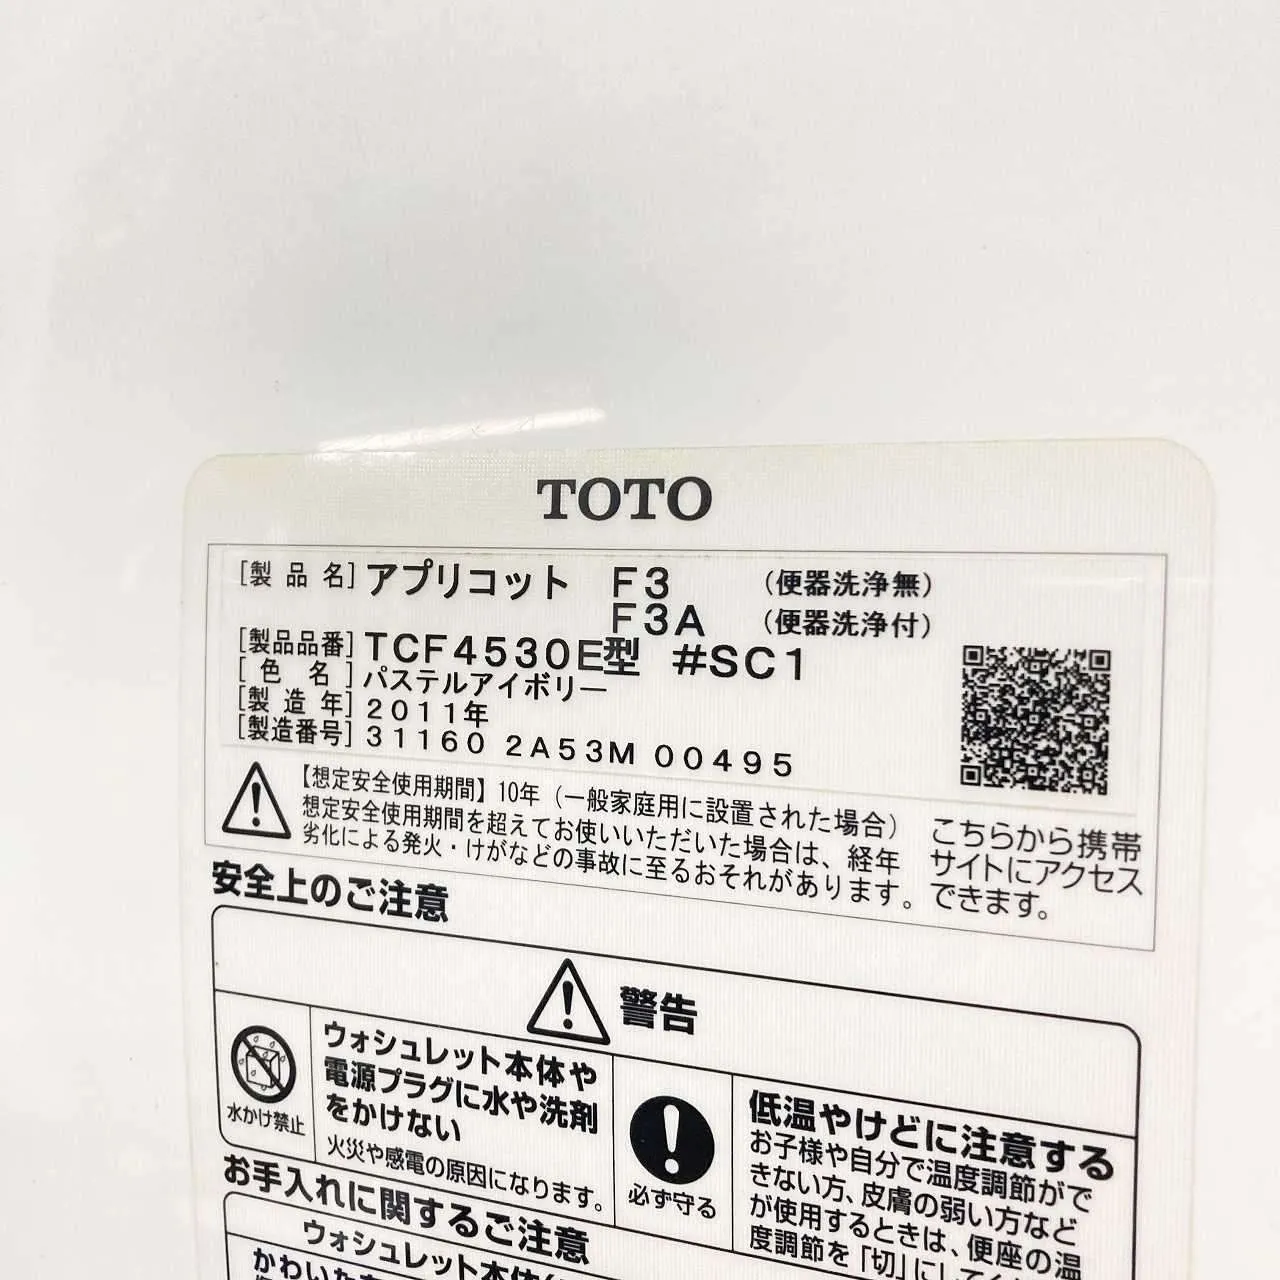 TOTO
[製品名] アプリコット F3 (便器洗浄無)
F3A (便器洗浄付)
[製品品番] TCF4530E型 #SC1
[色名] パステルアイボリー
[製造年] 2011年
[製造番号] 31160 2A53M 00495
【想定安全使用期間】10年(一般家庭用に設置された場合)
想定安全使用期間を超えてお使いいただいた場合は、経年
劣化による発火・けがなどの事故に至るおそれがあります。
こちらから携帯
サイトにアクセス
できます。
安全上のご注意
警告
水かけ禁止
ウォシュレット本体や
電源プラグに水や洗剤
をかけない
火災や感電の原因になります。
必ず守る
低温やけどに注意する
お子様や自分で温度調節がで
きない方、皮膚の弱い方など
が使用するときは、便座の温
度調節を「切」にして
お手入れに関するご注意
ウォシュレット本体
かわいた